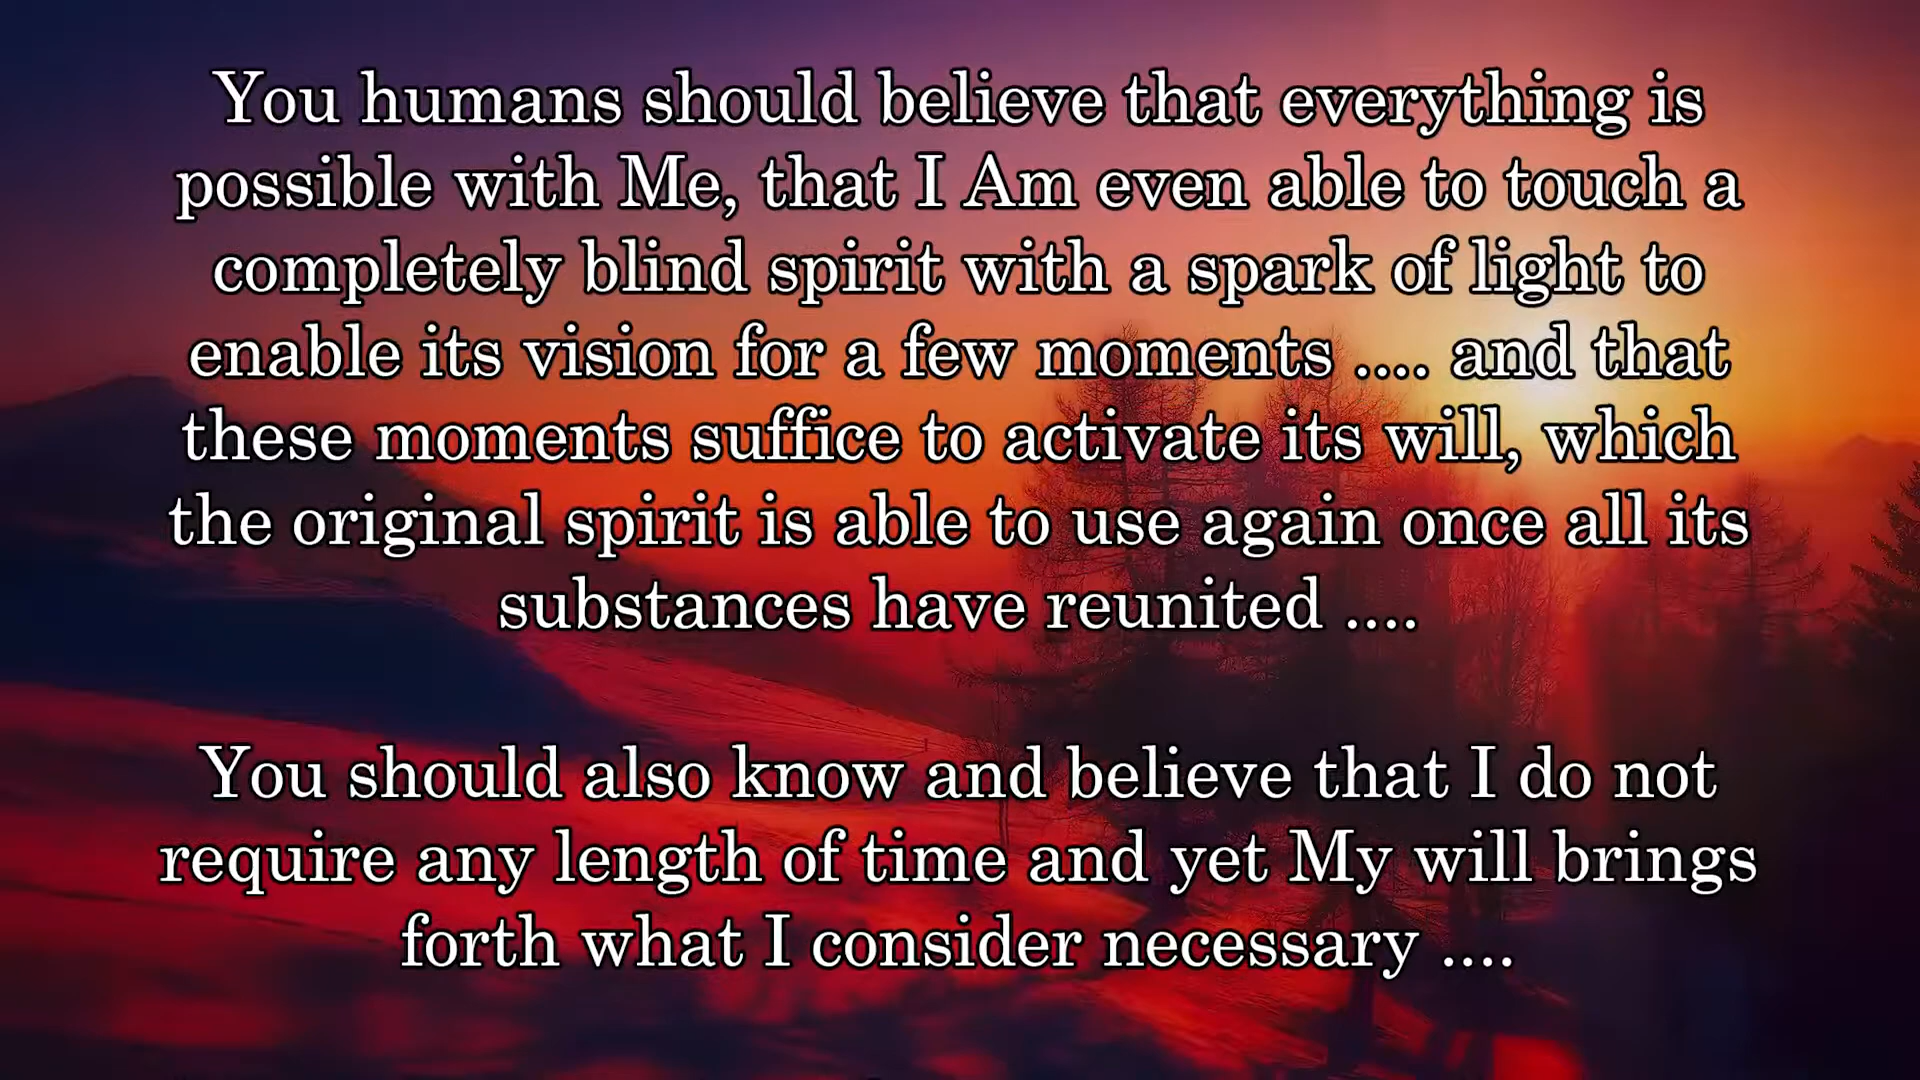 You humans should believe that everything is
possible with Me, that I Am even able to touch a
completely blind spirit with a spark of light to
enable its vision for a few moments .... and that
these moments suffice to activate its will, which
the original spirit is able to use again once all its
substances have reunited ....
You should also know and believe that I do not
require any length of time and yet My will brings
forth what I consider necessary ....